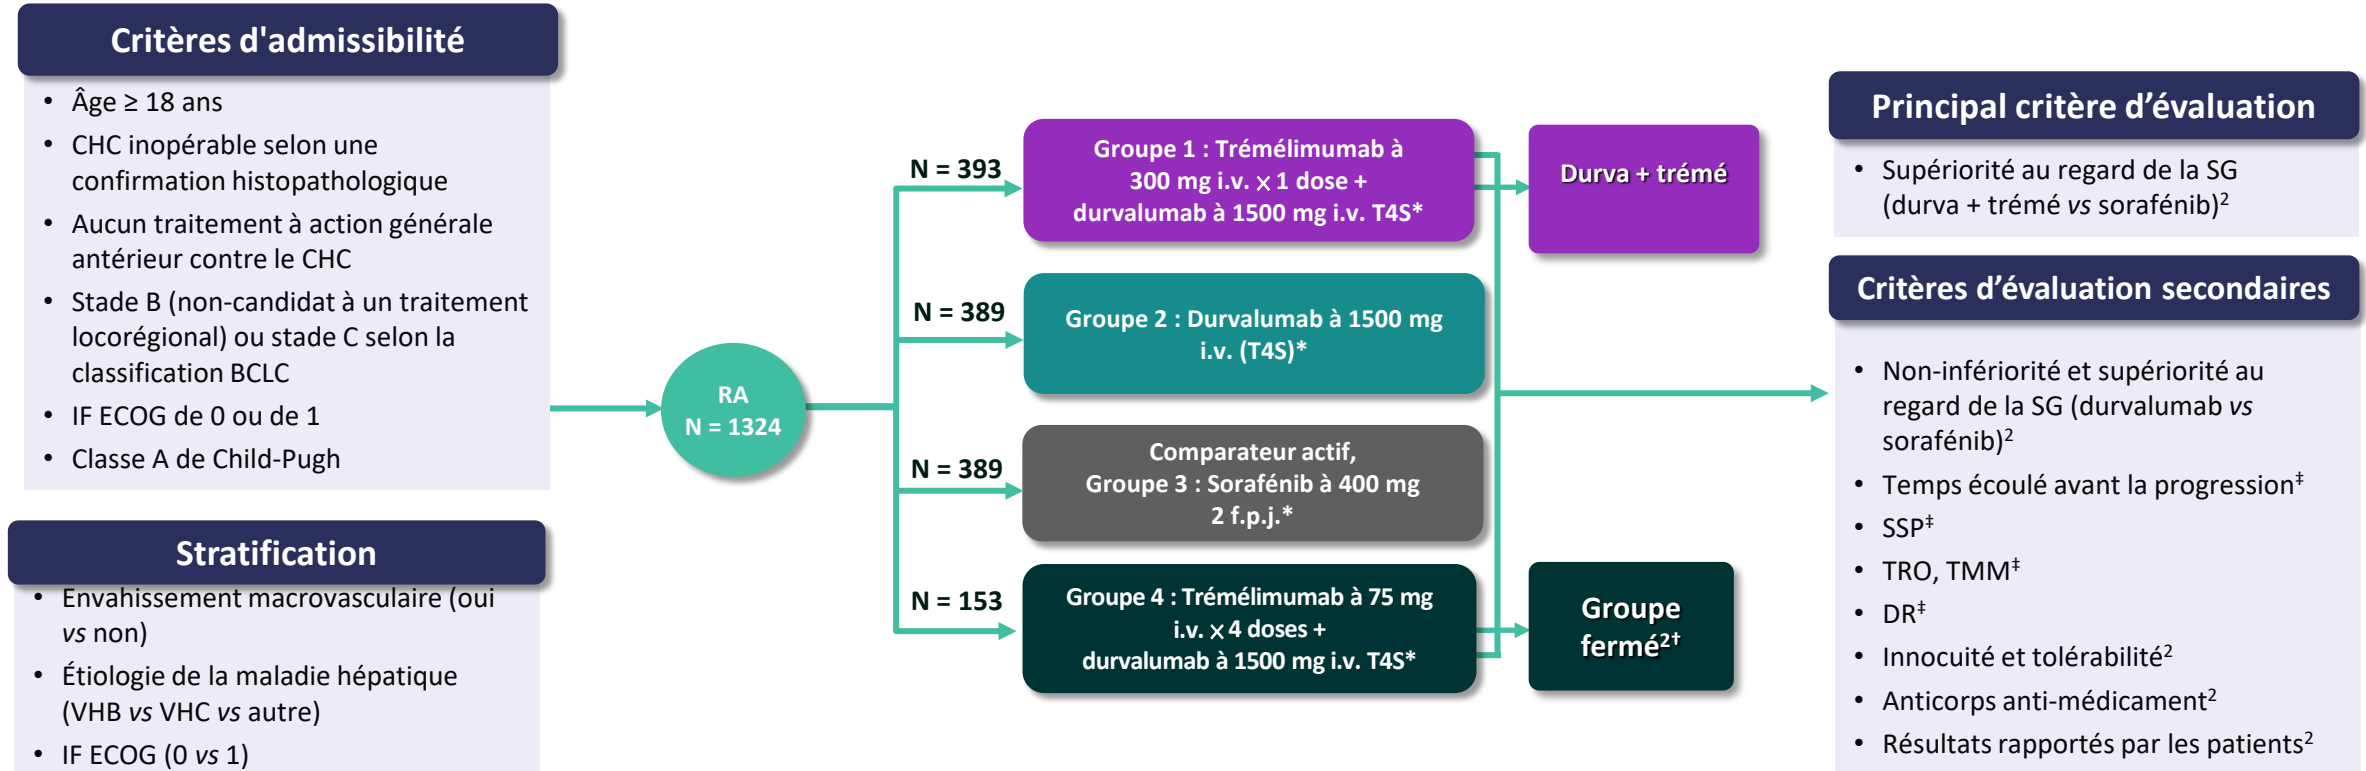 Critères d'admissibilité
• Âge ≥ 18 ans
• CHC inopérable selon une
confirmation histopathologique
• Aucun traitement à action générale
antérieur contre le CHC
• Stade B (non-candidat à un traitement
locorégional) ou stade C selon la
classification BCLC
• IF ECOG de 0 ou de 1
• Classe A de Child-Pugh
Stratification
• Envahissement macrovasculaire (oui
vs non)
• Étiologie de la maladie hépatique
(VHB vs VHC vs autre)
• IF ECOG (0 vs 1)
RA
N = 1324
N = 393
Groupe 1 : Trémélimumab à
300 mg i.v. × 1 dose +
durvalumab à 1500 mg i.v. T4S*
Durva + trémé
N = 389
Groupe 2 : Durvalumab à 1500 mg
i.v. (T4S)*
N = 389
Comparateur actif,
Groupe 3 : Sorafénib à 400 mg
2 f.p.j.*
N = 153
Groupe 4 : Trémélimumab à 75 mg
i.v. × 4 doses +
durvalumab à 1500 mg i.v. T4S*
Groupe
fermé²†
Principal critère d’évaluation
• Supériorité au regard de la SG
(durva + trémé vs sorafénib)²
Critères d’évaluation secondaires
• Non-infériorité et supériorité au
regard de la SG (durvalumab vs
sorafénib)²
• Temps écoulé avant la progression‡
• SSP‡
• TRO, TMM‡
• DR‡
• Innocuité et tolérabilité²
• Anticorps anti-médicament²
• Résultats rapportés par les patients²